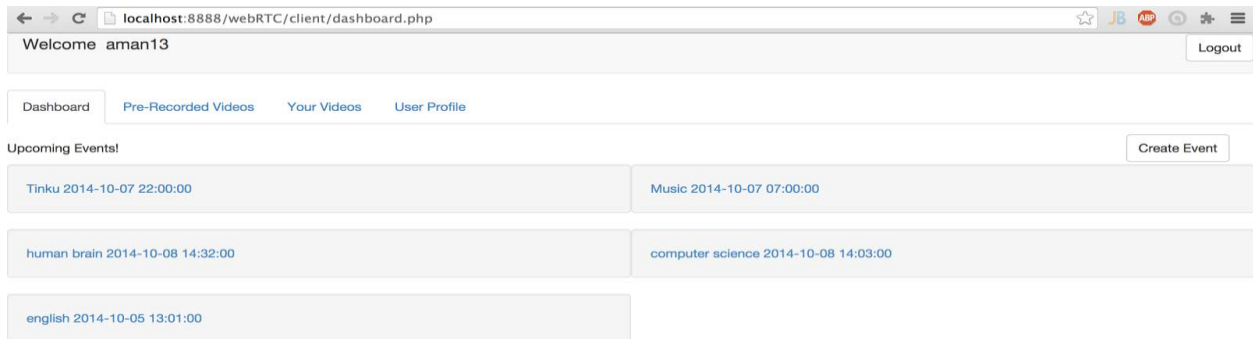 localhost:8888/webRTC/client/dashboard.php
JB ABP
Welcome aman13
Logout
Dashboard Pre-Recorded Videos Your Videos User Profile
Upcoming Events!
Create Event
Tinku 2014-10-07 22:00:00
Music 2014-10-07 07:00:00
human brain 2014-10-08 14:32:00
computer science 2014-10-08 14:03:00
english 2014-10-05 13:01:00